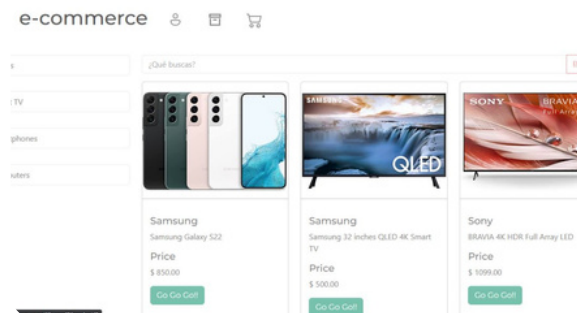 e-commerce
¿Qué buscas?
TV
phones
SAMSUNG
QLED
SONY
BRAVIA
Full Array
Samsung
Samsung Galaxy S22
Price
$ 850.00
Go Go Go!!
Samsung
Samsung 32 inches QLED 4K Smart
TV
Price
$ 500.00
Go Go Go!!
Sony
BRAVIA 4K HDR Full Array LED
Price
$ 1099.00
Go Go Go!!